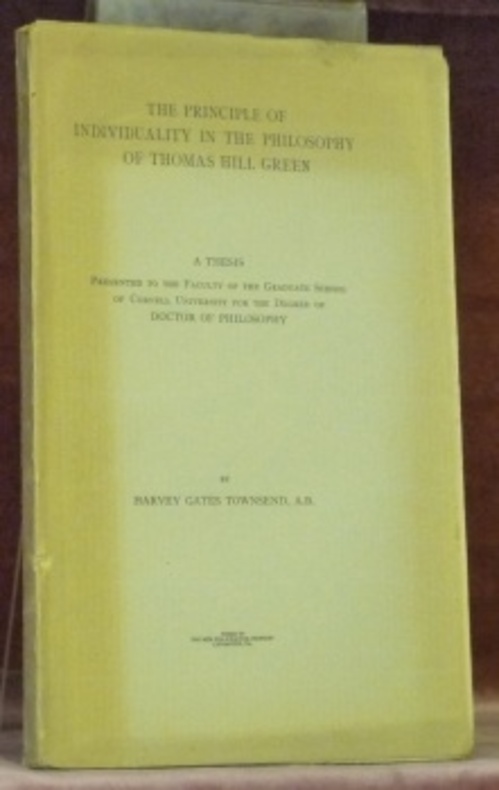 THE PRINCIPLE OF
INDIVIDUALITY IN THE PHILOSOPHY
OF THOMAS HILL GREEN
A THESIS
PRESENTED TO THE FACULTY OF THE GRADUATE SCHOOL
OF CORNELL UNIVERSITY FOR THE DEGREE OF
DOCTOR OF PHILOSOPHY
BY
HARVEY GATES TOWNSEND, A.B.